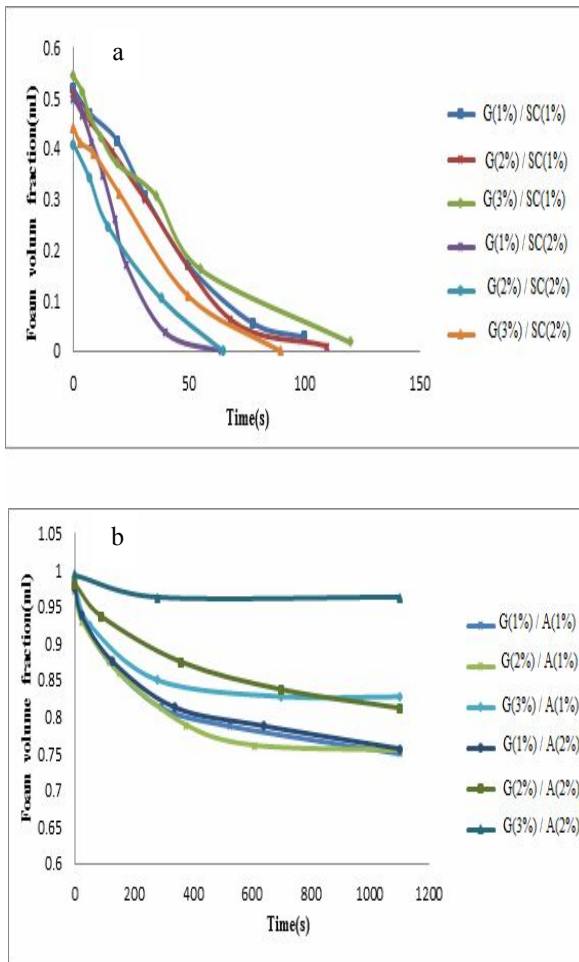 a
0.6
0.5
0.4
0.3
0.2
0.1
0
0
50
100
150
Foam volum fraction(ml)
Time(s)
G(1%) / SC(1%)
G(2%) / SC(1%)
G(3%) / SC(1%)
G(1%) / SC(2%)
G(2%) / SC(2%)
G(3%) / SC(2%)
b
1.05
1
0.95
0.9
0.85
0.8
0.75
0.7
0.65
0.6
0
200
400
600
800
1000
1200
Foam volume fraction(ml)
Time(s)
G(1%) / A(1%)
G(2%) / A(1%)
G(3%) / A(1%)
G(1%) / A(2%)
G(2%) / A(2%)
G(3%) / A(2%)